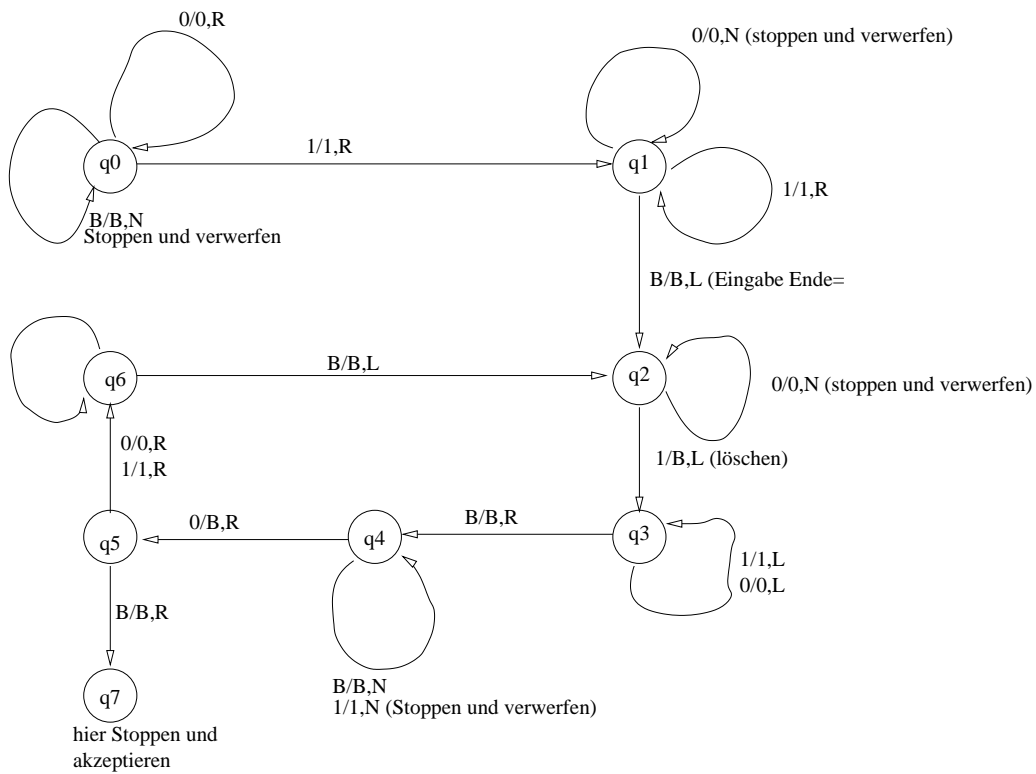 0/0,R
0/0,N (stoppen und verwerfen)
q0
1/1,R
q1
1/1,R
B/B,N
Stoppen und verwerfen
B/B,L (Eingabe Ende=
q6
B/B,L
q2
0/0,N (stoppen und verwerfen)
0/0,R
1/1,R
1/B,L (löschen)
q5
0/B,R
q4
B/B,R
q3
1/1,L
0/0,L
B/B,R
B/B,N
1/1,N (Stoppen und verwerfen)
q7
hier Stoppen und
akzeptieren